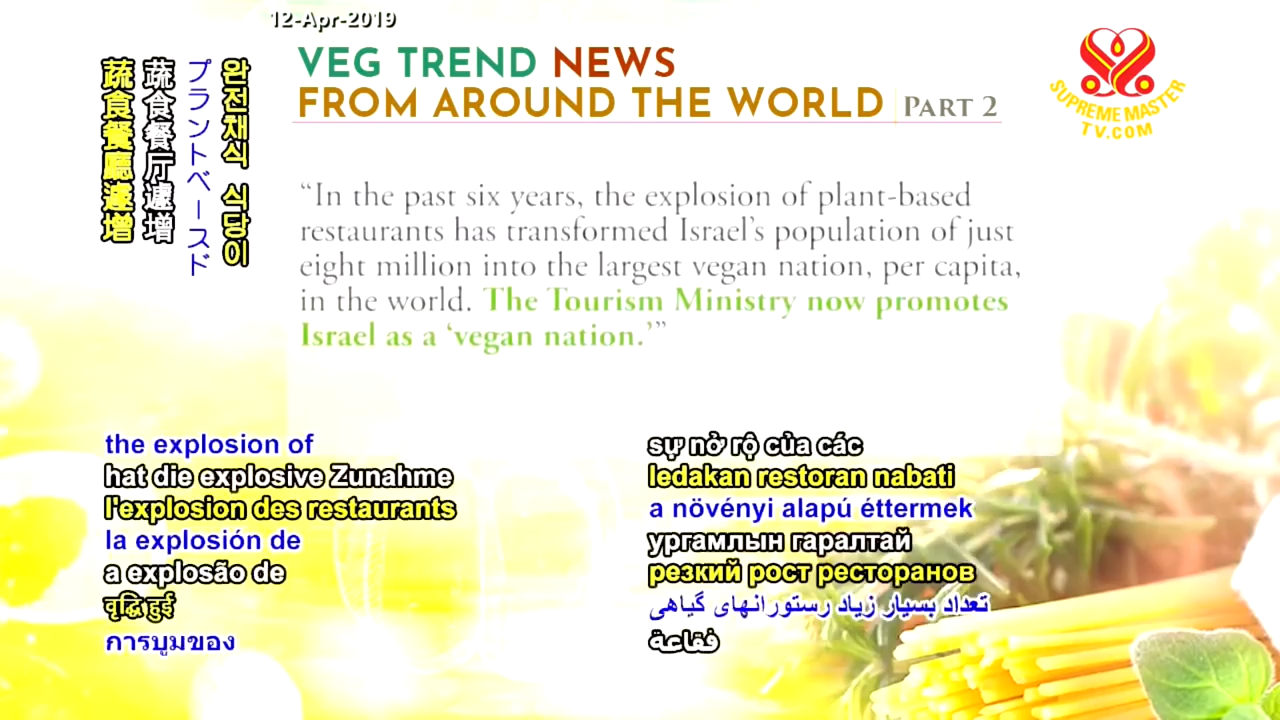 12-Apr-2019
VEG TREND NEWS
FROM AROUND THE WORLD PART 2
SUPREME MASTER
TV.COM
蔬食餐廳遽增
蔬食餐厅遽增
プラントベースド
완전채식 식당이
“In the past six years, the explosion of plant-based
restaurants has transformed Israel’s population of just
eight million into the largest vegan nation, per capita,
in the world. The Tourism Ministry now promotes
Israel as a ‘vegan nation.’”
the explosion of
hat die explosive Zunahme
l'explosion des restaurants
la explosión de
a explosão de
वृद्धि हुई
การบูมของ
sự nở rộ của các
ledakan restoran nabati
a növényi alapú éttermek
ургамлын гаралтай
резкий рост ресторанов
تعداد بسیار زیاد رستورانهای گیاهی
فقاعة